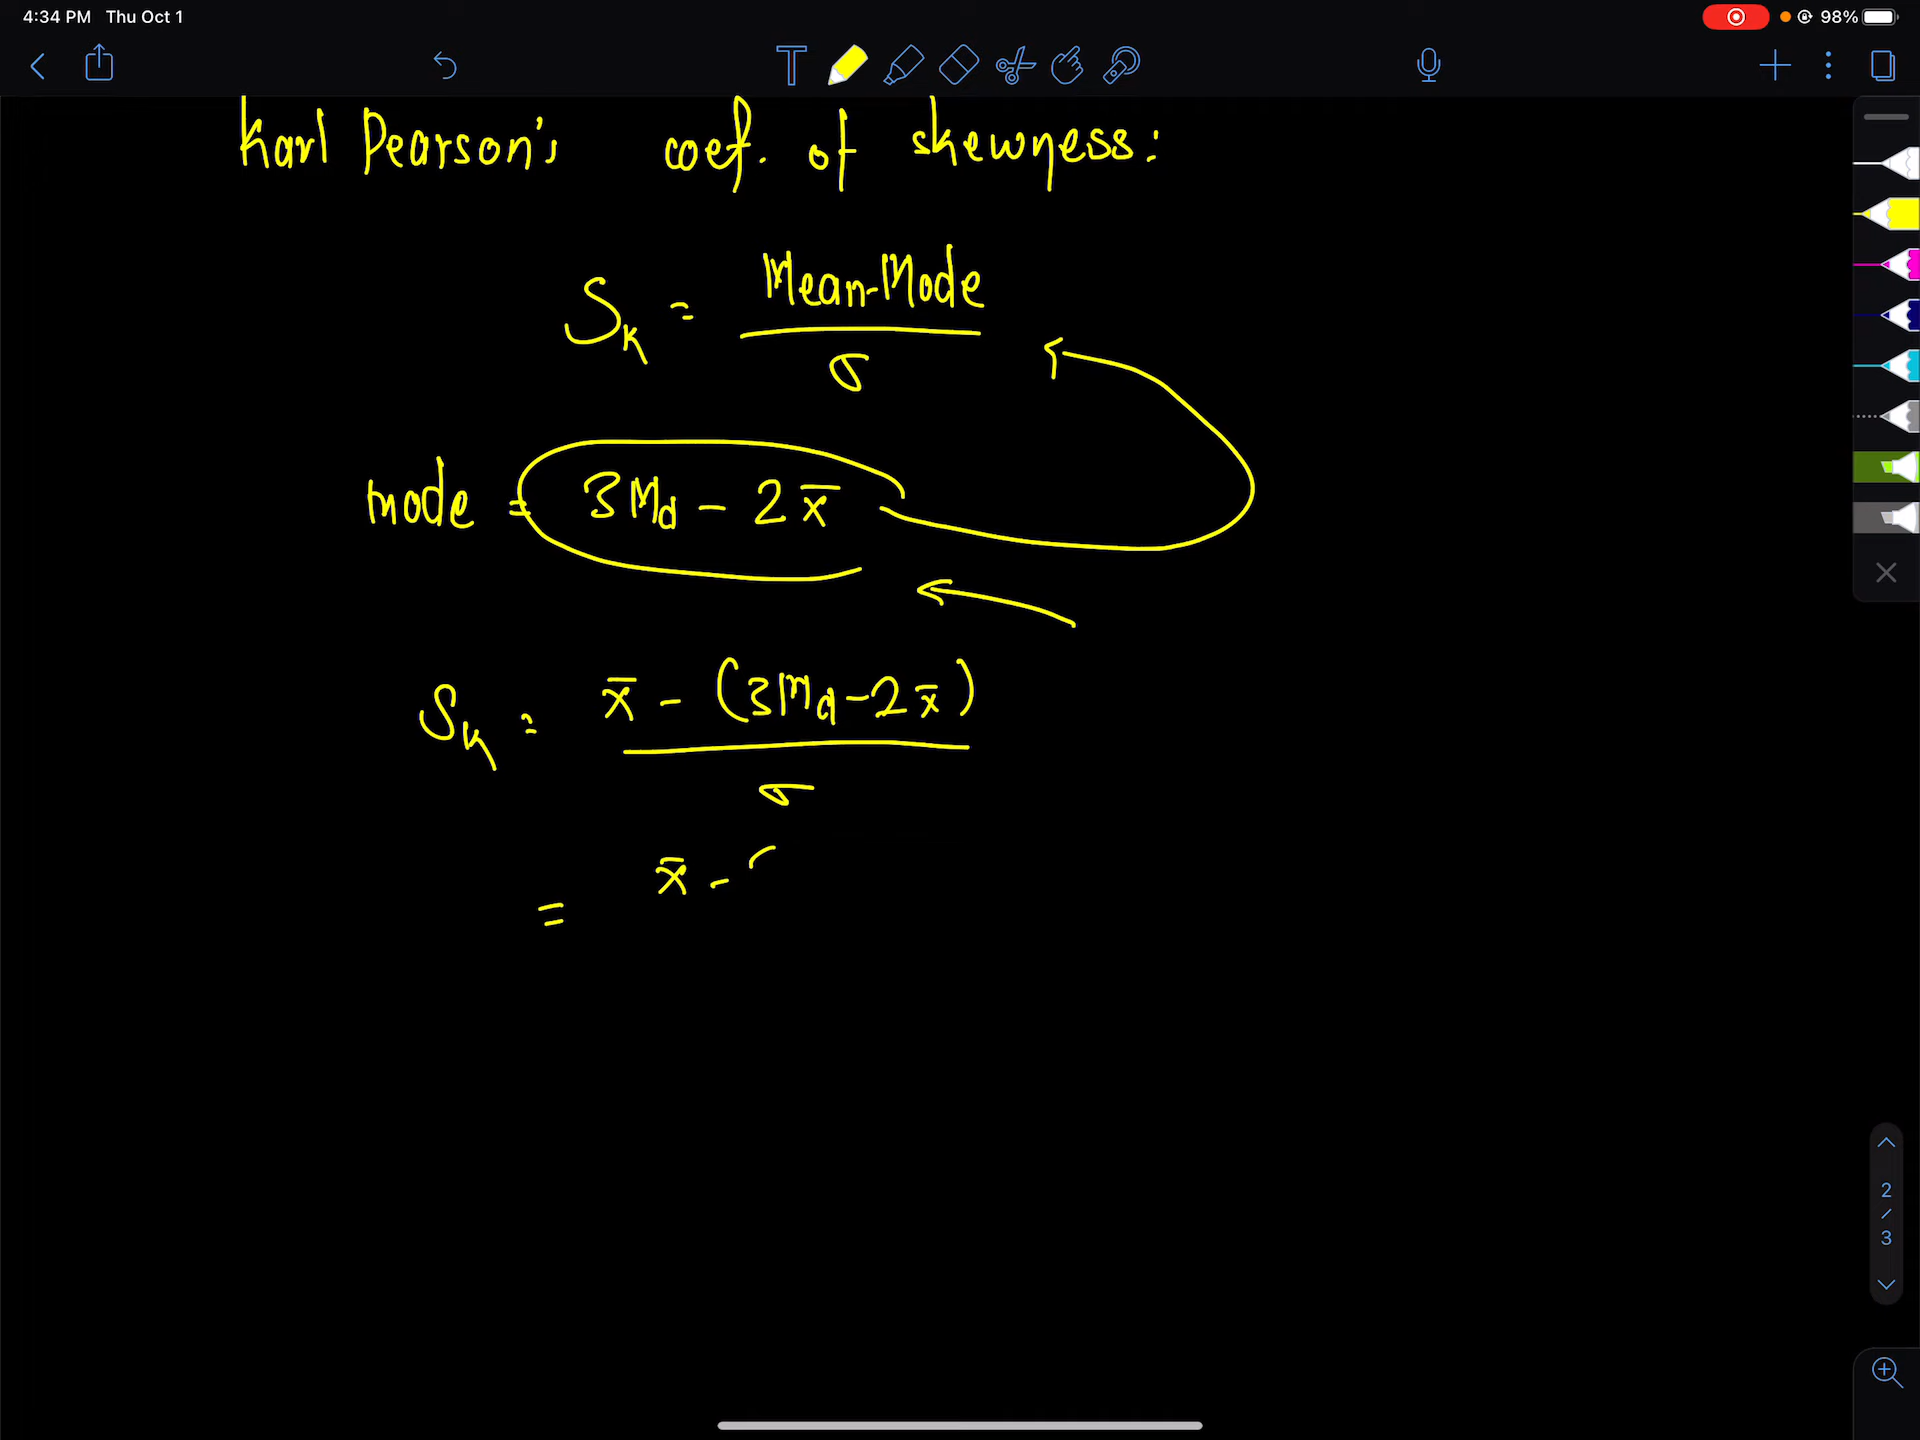 4:34 PM Thu Oct 1 98%
Karl Pearson's coef. of skewness:
Sk = Mean-Mode / σ
mode = 3Md - 2x̄
Sk = x̄ - (3Md - 2x̄) / σ
= x̄ -
2 / 3